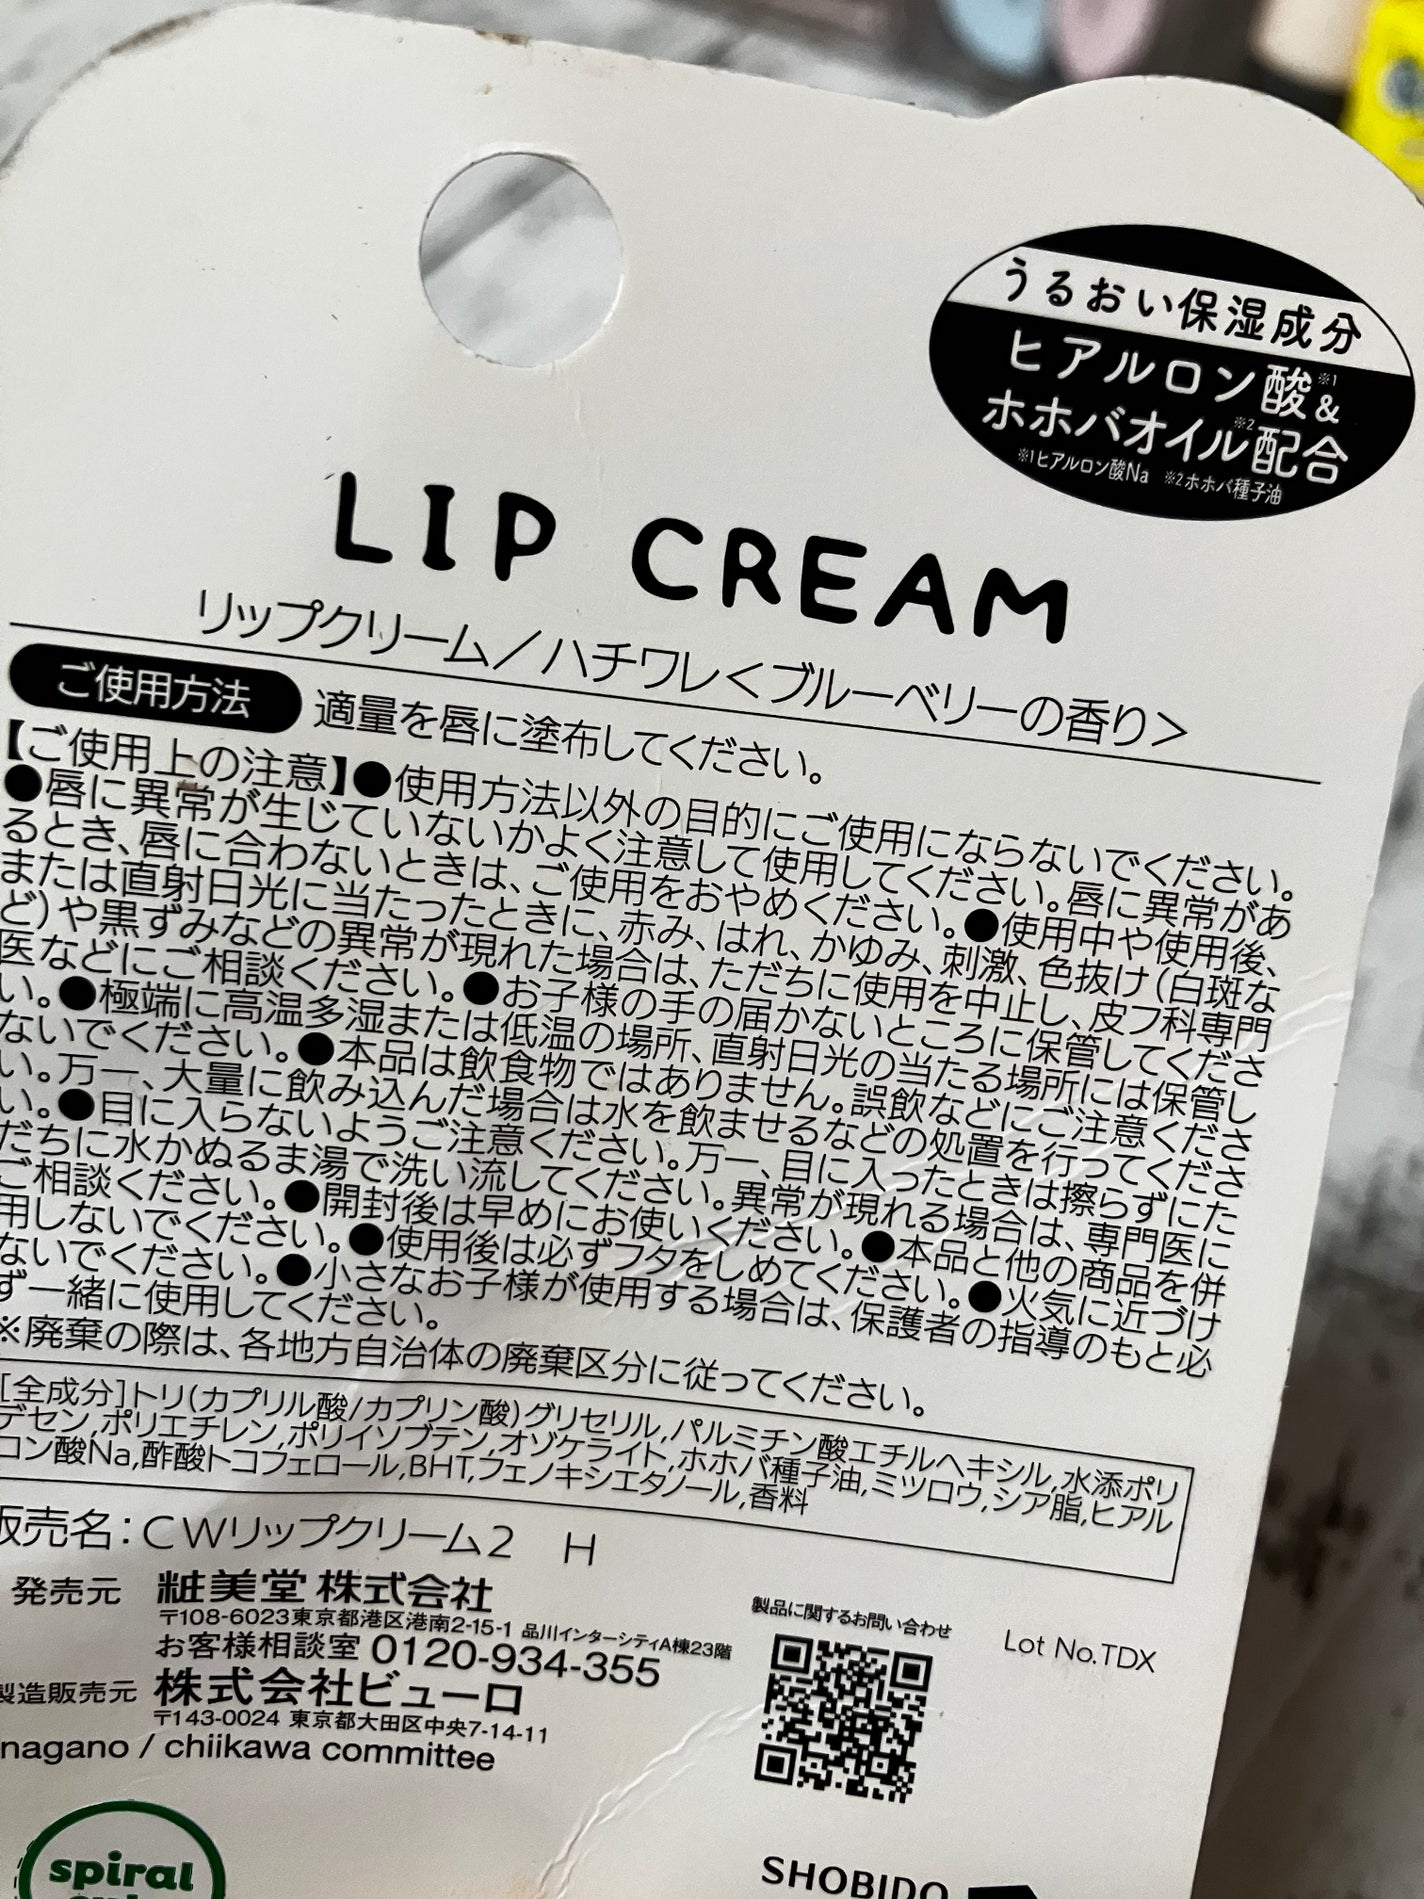 うるおい保湿成分
ヒアルロン酸※1&
ホホバオイル※2配合
※1ヒアルロン酸Na ※2ホホバ種子油
LIP CREAM
リップクリーム／ハチワレ<ブルーベリーの香り>
ご使用方法 適量を唇に塗布してください。
【ご使用上の注意】●使用方法以外の目的にご使用にならないでください。
●唇に異常が生じていないかよく注意して使用してください。唇に異常があ
るとき、唇に合わないときは、ご使用をおやめください。●使用中や使用後、
または直射日光に当たったときに、赤み、はれ、かゆみ、刺激、色抜け（白斑な
ど）や黒ずみなどの異常が現れた場合は、ただちに使用を中止し、皮フ科専門
医などにご相談ください。●お子様の手の届かないところに保管してくださ
い。●極端に高温多湿または低温の場所、直射日光の当たる場所には保管し
ないでください。●本品は飲食物ではありません。誤飲などにご注意くださ
い。万一、大量に飲み込んだ場合は水を飲ませるなどの処置を行ってくださ
い。●目に入らないようご注意ください。万一、目に入ったときは擦らずにた
だちに水かぬるま湯で洗い流してください。異常が現れる場合は、専門医に
ご相談ください。●開封後は早めにお使いください。●本品と他の商品を併
用しないでください。●使用後は必ずフタをしめてください。●火気に近づけ
ないでください。●小さなお子様が使用する場合は、保護者の指導のもと必
ず一緒に使用してください。
※廃棄の際は、各地方自治体の廃棄区分に従ってください。
[全成分]トリ(カプリル酸/カプリン酸)グリセリル,パルミチン酸エチルヘキシル,水添ポリ
デセン,ポリエチレン,ポリイソブテン,オゾケライト,ホホバ種子油,ミツロウ,シア脂,ヒアル
ロン酸Na,酢酸トコフェロール,BHT,フェノキシエタノール,香料
販売名：CWリップクリーム2 H
発売元 粧美堂 株式会社
〒108-6023東京都港区港南2-15-1 品川インターシティA棟23階
お客様相談室 0120-934-355
製造販売元 株式会社ビューロ
〒143-0024 東京都大田区中央7-14-11
nagano / chiikawa committee
製品に関するお問い合わせ
Lot No.TDX
spiral
SHOBIDO